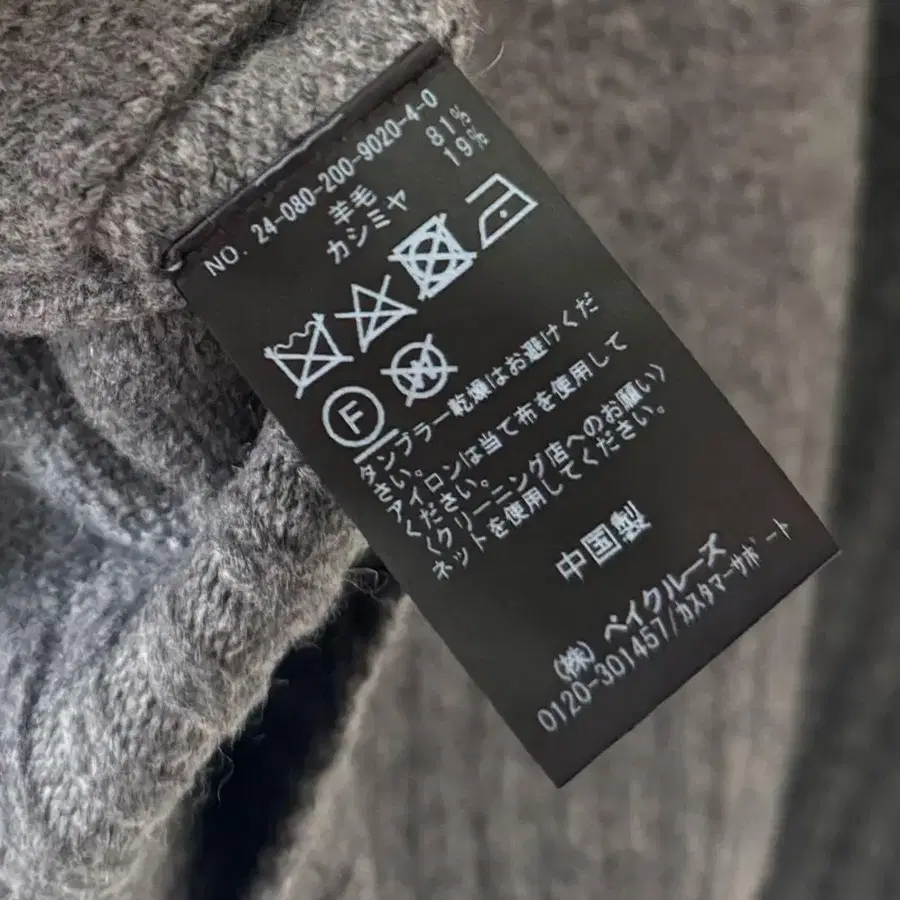 NO. 24-080-200-9020-4-0
羊毛 81%
カシミヤ 19%
F
W
タンブラー乾燥はお避けくだ
さい。
アイロンは当て布を使用して
ください。
〈クリーニング店へのお願い〉
ネットを使用してください。
中国製
(株) ベイクルーズ
0120-301457/カスタマーサポート